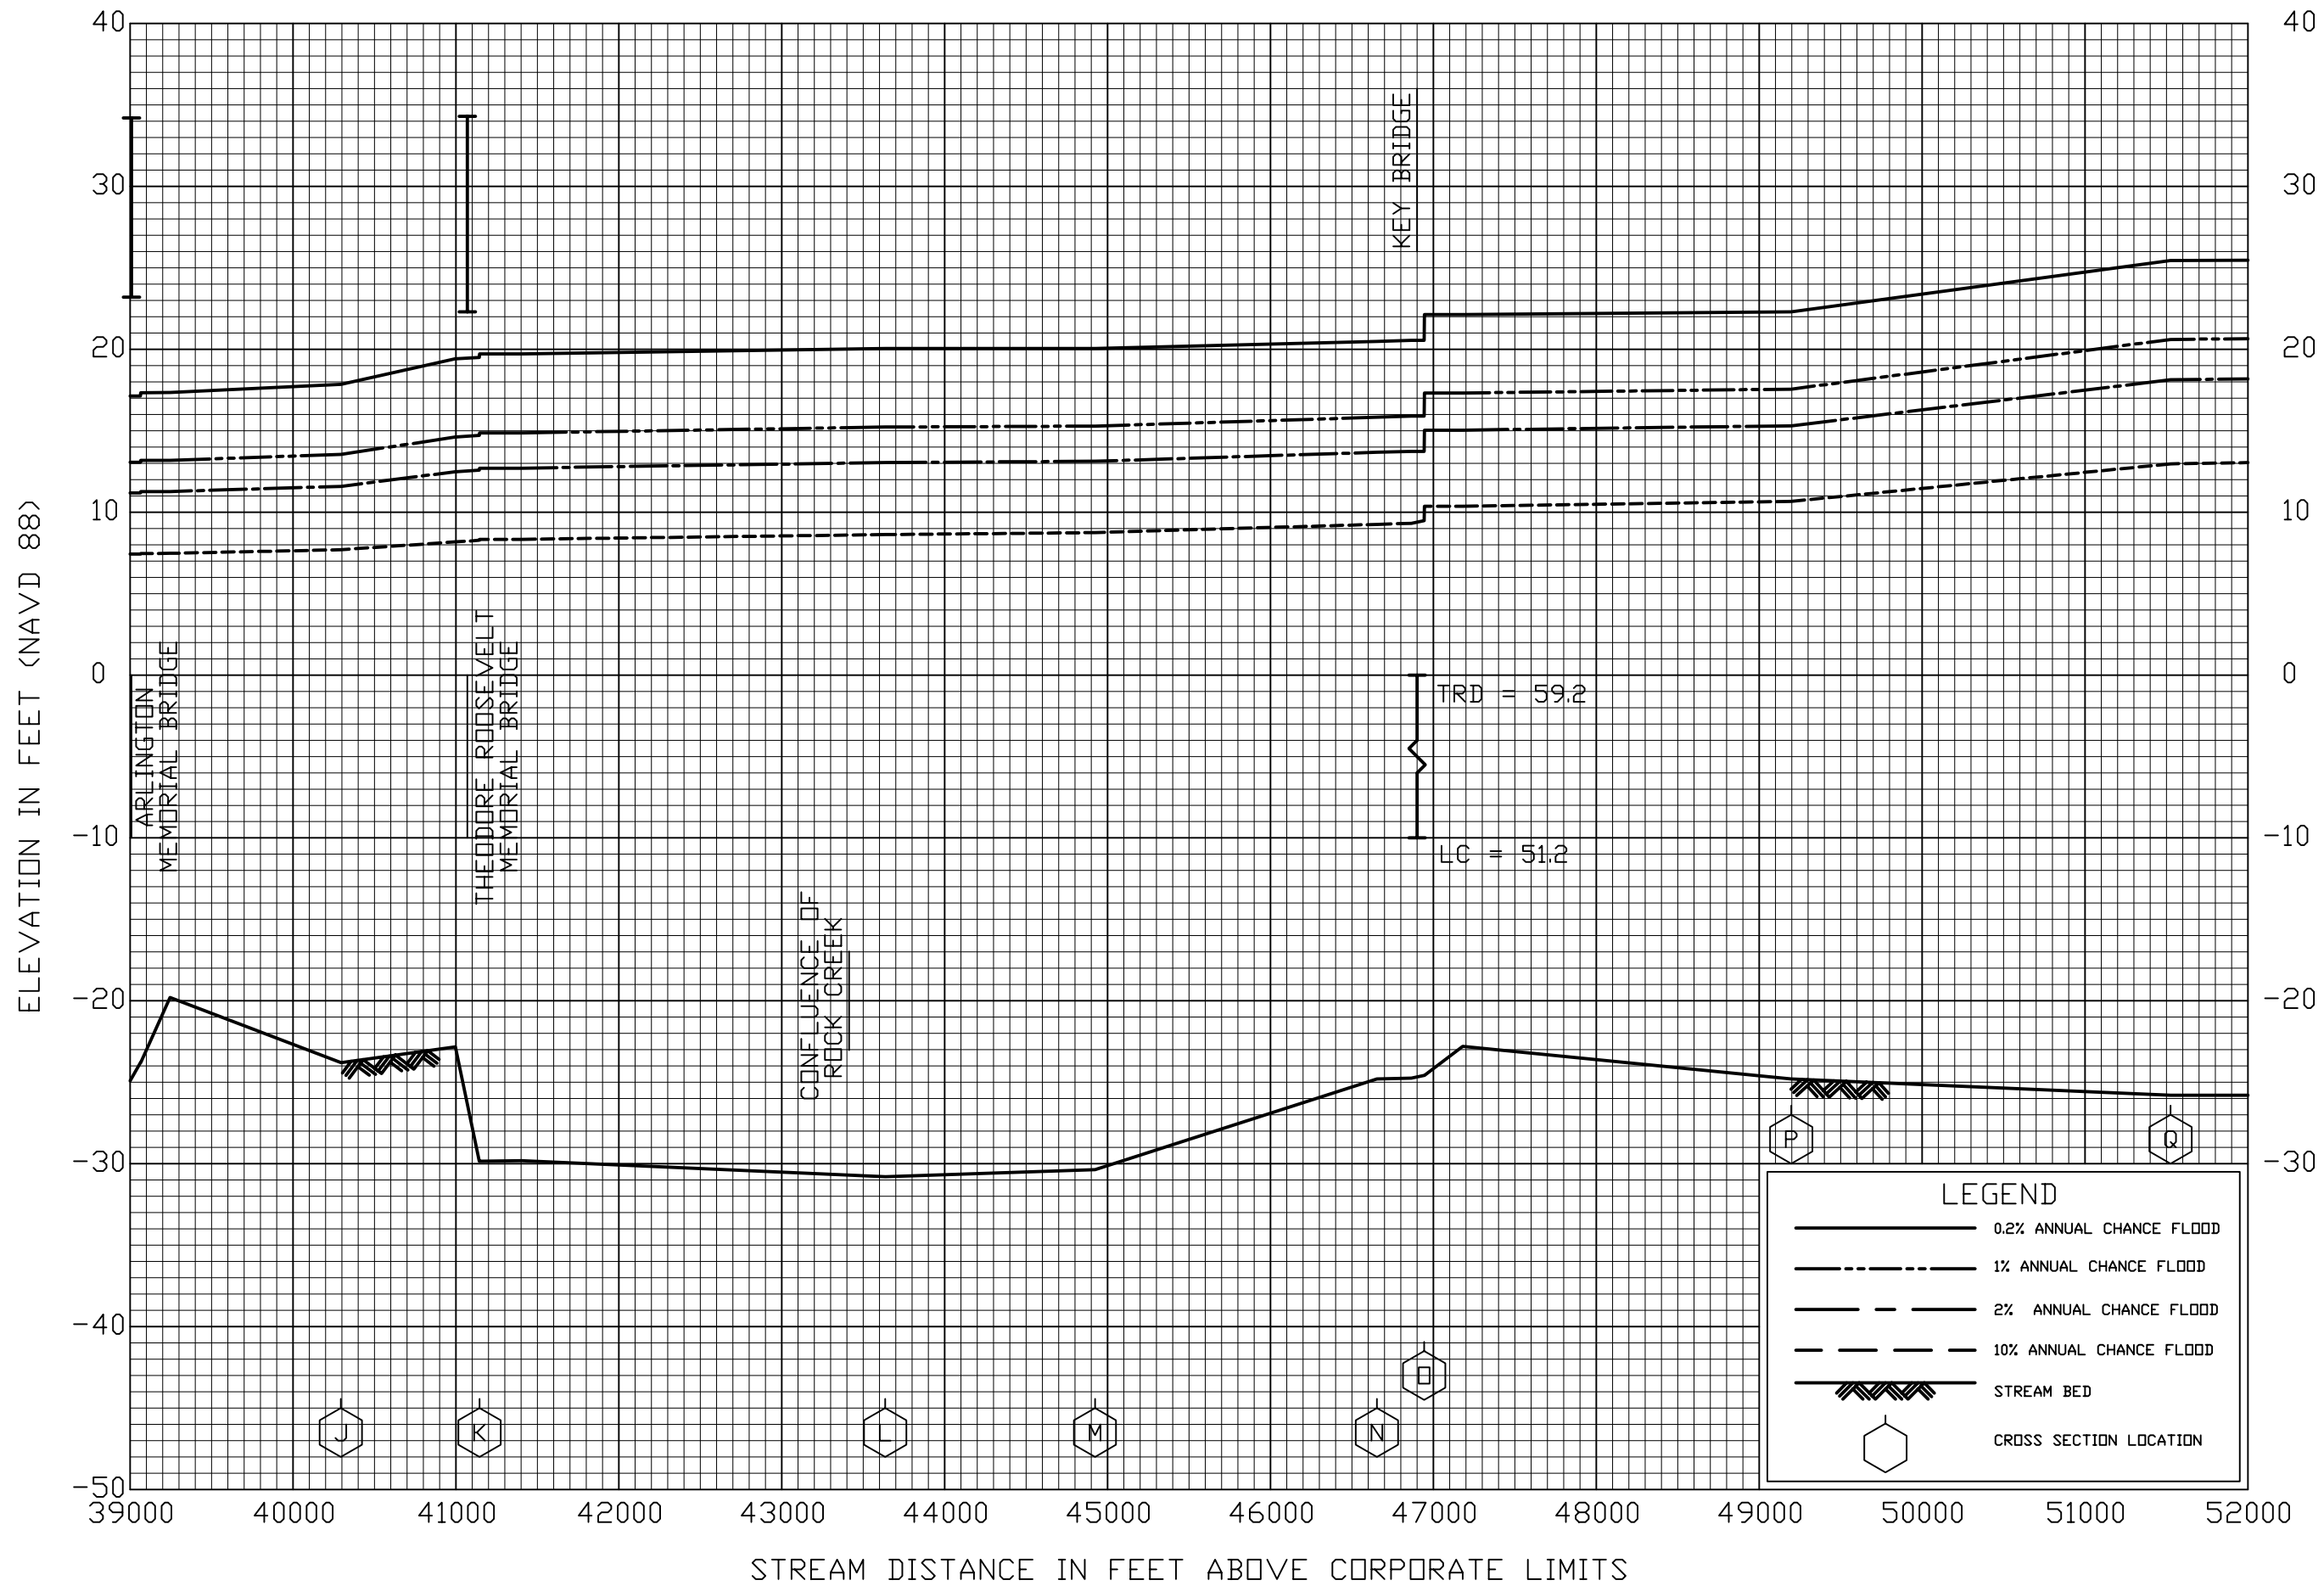 40
30
20
10
0
-10
-20
-30
-40
-50
ELEVATION IN FEET (NAVD 88)
40
30
20
10
0
-10
-20
-30
KEY BRIDGE
ARLINGTON
MEMORIAL BRIDGE
THEODORE ROOSEVELT
MEMORIAL BRIDGE
TRD = 59.2
LC = 51.2
CONFLUENCE OF
ROCK CREEK
P
Q
O
J
K
L
M
N
LEGEND
0.2% ANNUAL CHANCE FLOOD
1% ANNUAL CHANCE FLOOD
2% ANNUAL CHANCE FLOOD
10% ANNUAL CHANCE FLOOD
STREAM BED
CROSS SECTION LOCATION
39000 40000 41000 42000 43000 44000 45000 46000 47000 48000 49000 50000 51000 52000
STREAM DISTANCE IN FEET ABOVE CORPORATE LIMITS